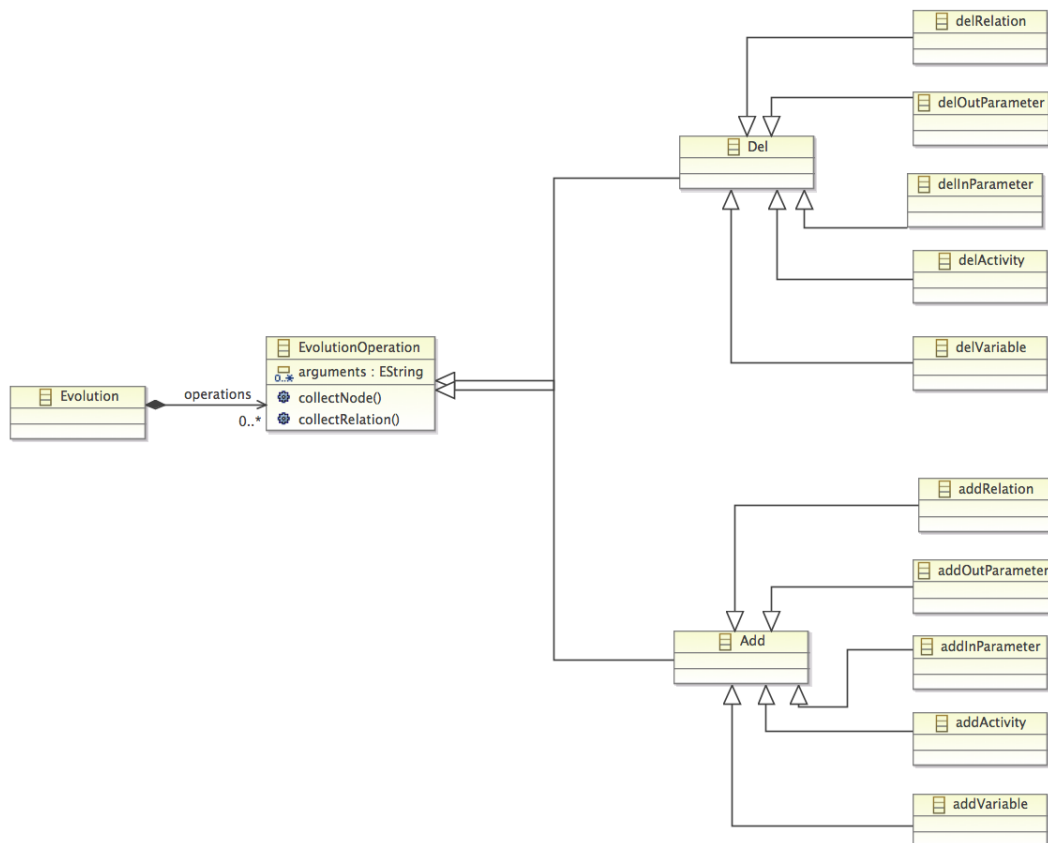 delRelation
delOutParameter
Del
delInParameter
delActivity
delVariable
EvolutionOperation
arguments : EString
0..*
collectNode()
collectRelation()
Evolution
operations
0..*
addRelation
addOutParameter
Add
addInParameter
addActivity
addVariable